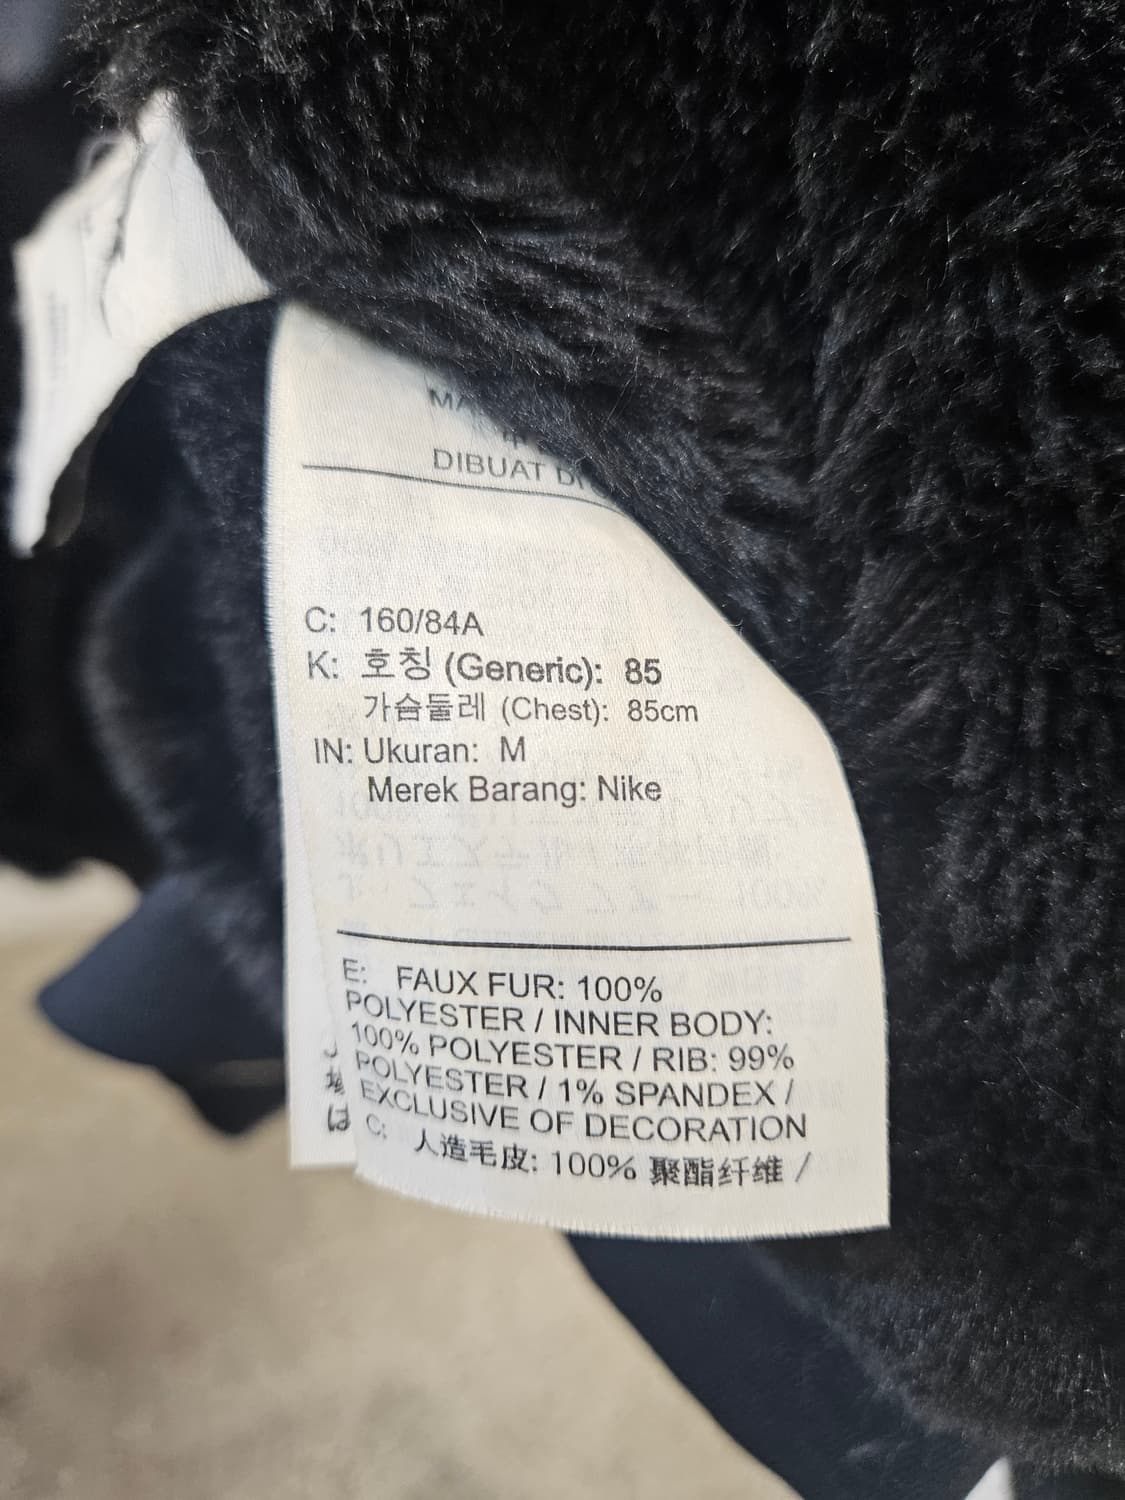 DIBUAT DI
C: 160/84A
K: 호칭 (Generic): 85
가슴둘레 (Chest): 85cm
IN: Ukuran: M
Merek Barang: Nike
E: FAUX FUR: 100%
POLYESTER / INNER BODY:
100% POLYESTER / RIB: 99%
POLYESTER / 1% SPANDEX /
EXCLUSIVE OF DECORATION
C: 人造毛皮: 100% 聚酯纤维 /